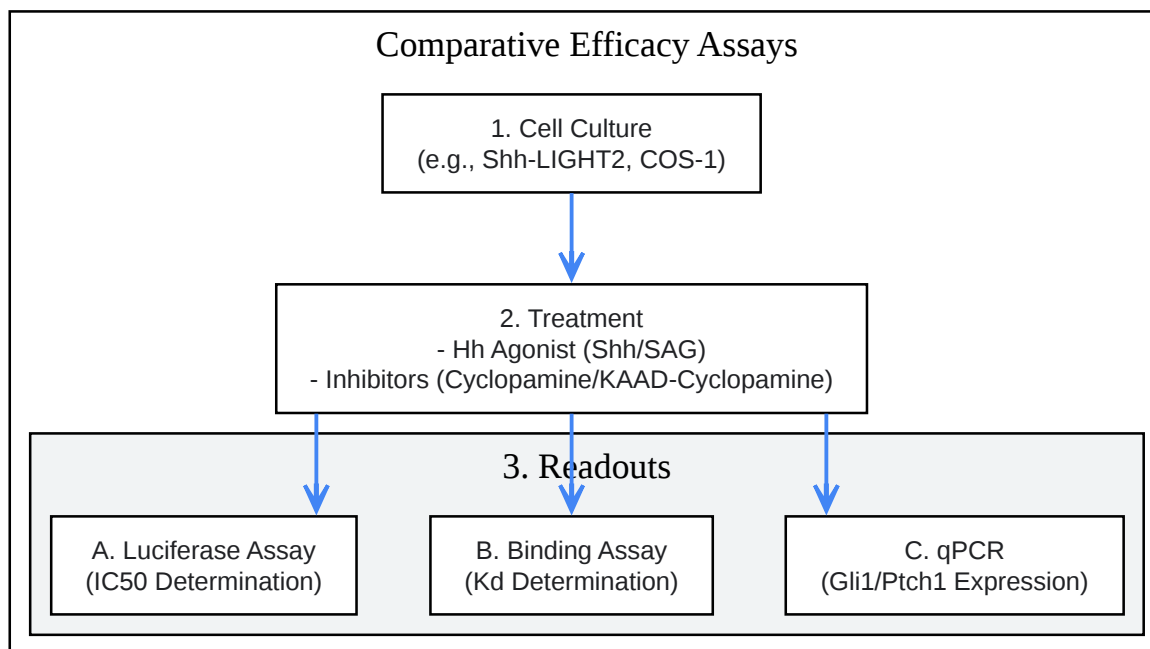 Comparative Efficacy Assays
1. Cell Culture
(e.g., Shh-LIGHT2, COS-1)
2. Treatment
- Hh Agonist (Shh/SAG)
- Inhibitors (Cyclopamine/KAAD-Cyclopamine)
3. Readouts
A. Luciferase Assay
(IC50 Determination)
B. Binding Assay
(Kd Determination)
C. qPCR
(Gli1/Ptch1 Expression)